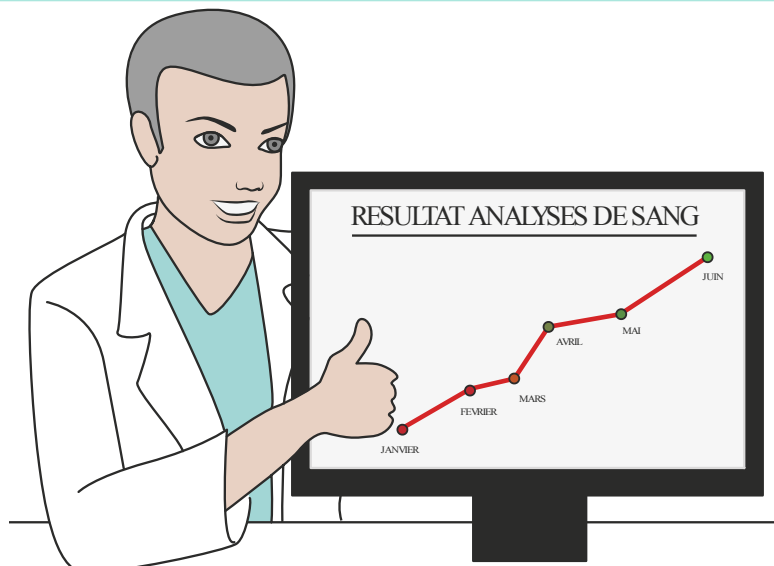 RESULTAT ANALYSES DE SANG
JUIN
MAI
AVRIL
MARS
FEVRIER
JANVIER